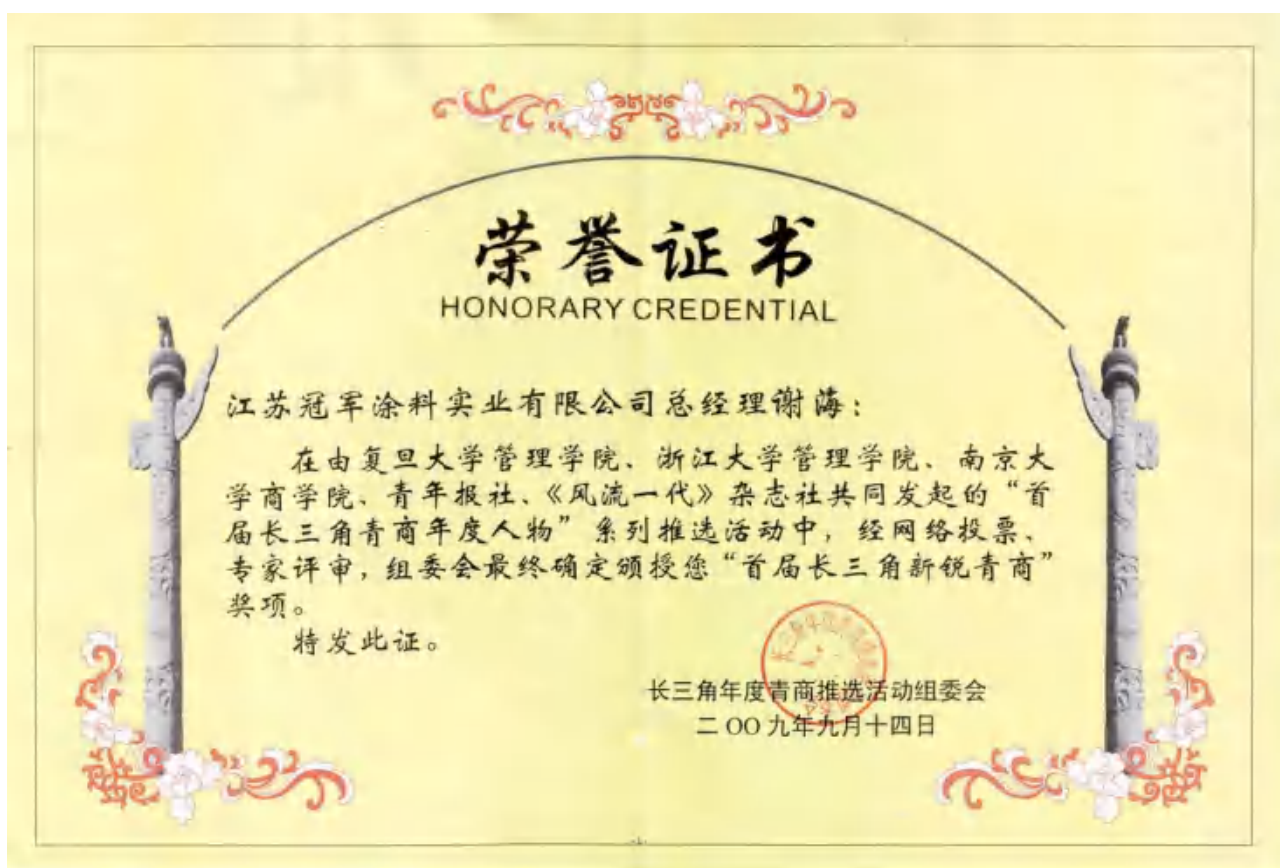 荣誉证书
HONORARY CREDENTIAL
江苏冠军涂料实业有限公司总经理谢海：
在由复旦大学管理学院、浙江大学管理学院、南京大
学商学院、青年报社、《风流一代》杂志社共同发起的“首
届长三角青商年度人物”系列推选活动中，经网络投票、
专家评审，组委会最终确定颁授您“首届长三角新锐青商”
奖项。
特发此证。
长三角年度青商推选活动组委会
二OO九年九月十四日